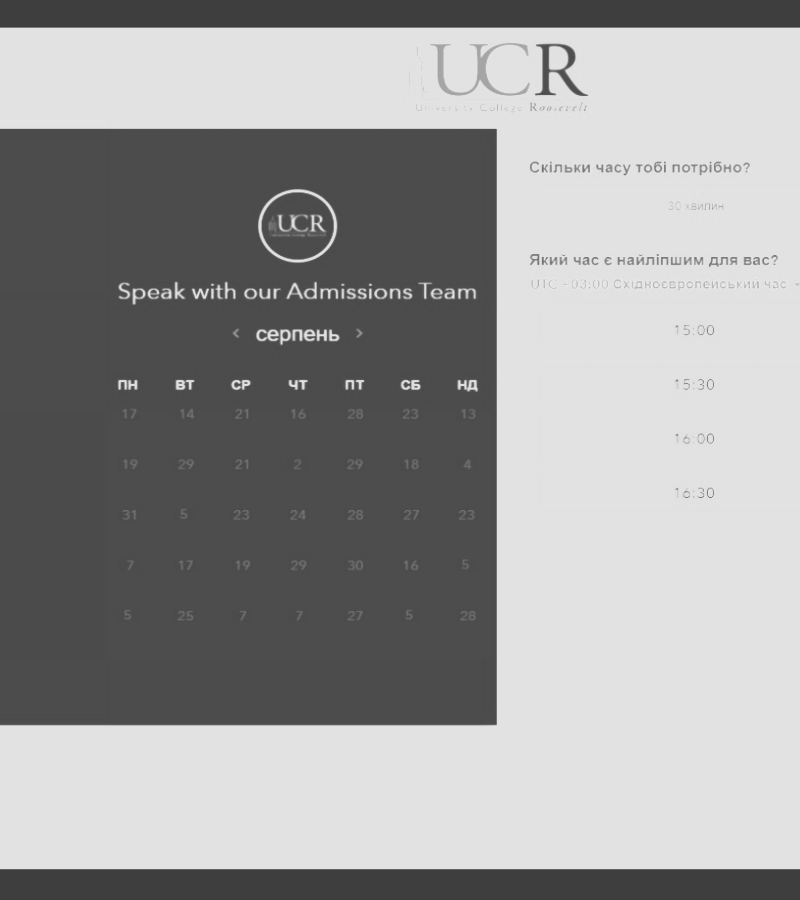 UCR
University College Roosevelt
UCR
Speak with our Admissions Team
‹ серпень ›
ПН ВТ СР ЧТ ПТ СБ НД
17 14 21 16 28 23 13
19 29 21 2 29 18 4
31 5 23 24 28 27 23
7 17 19 29 30 16 5
5 25 7 7 27 5 28
Скільки часу тобі потрібно?
30 хвилин
Який час є найліпшим для вас?
UTC +03:00 Східноєвропейський час
15:00
15:30
16:00
16:30